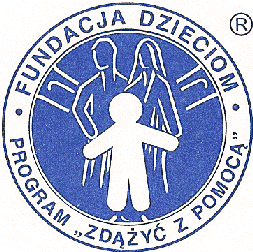 · FUNDACJA DZIECIOM ·
PROGRAM „ZDĄŻYĆ Z POMOCĄ”
®